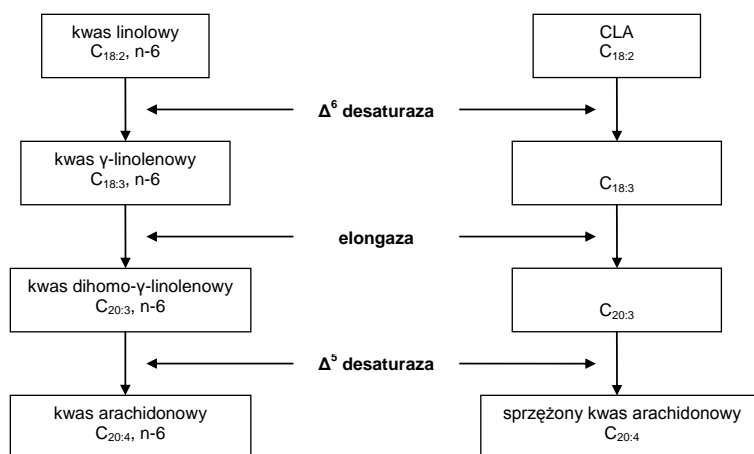 kwas linolowy
C₁₈:₂, n-6
CLA
C₁₈:₂
Δ⁶ desaturaza
kwas γ-linolenowy
C₁₈:₃, n-6
C₁₈:₃
elongaza
kwas dihomo-γ-linolenowy
C₂₀:₃, n-6
C₂₀:₃
Δ⁵ desaturaza
kwas arachidonowy
C₂₀:₄, n-6
sprzężony kwas arachidonowy
C₂₀:₄